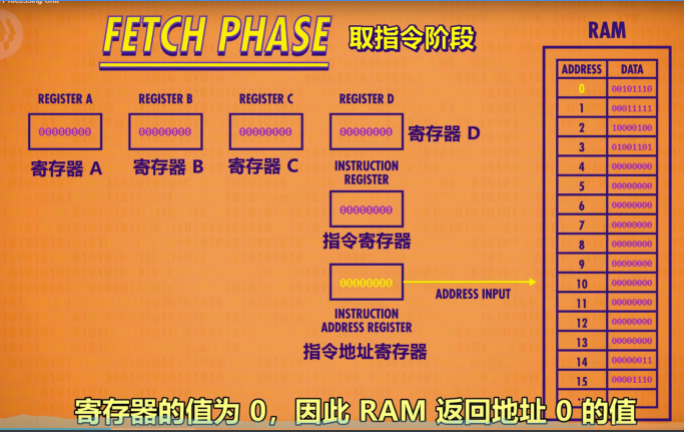 FETCH PHASE 取指令阶段
RAM
REGISTER A
REGISTER B
REGISTER C
REGISTER D
00000000
00000000
00000000
00000000
寄存器 A
寄存器 B
寄存器 C
寄存器 D
INSTRUCTION
REGISTER
00000000
指令寄存器
00000000
ADDRESS INPUT
INSTRUCTION
ADDRESS REGISTER
指令地址寄存器
ADDRESS DATA
0 00101110
1 00011111
2 10000100
3 01001101
4 00000000
5 00000000
6 00000000
7 00000000
8 00000000
9 00000000
10 00000000
11 00000000
12 00000000
13 00000000
14 00000011
15 00001110
寄存器的值为 0，因此 RAM 返回地址 0 的值